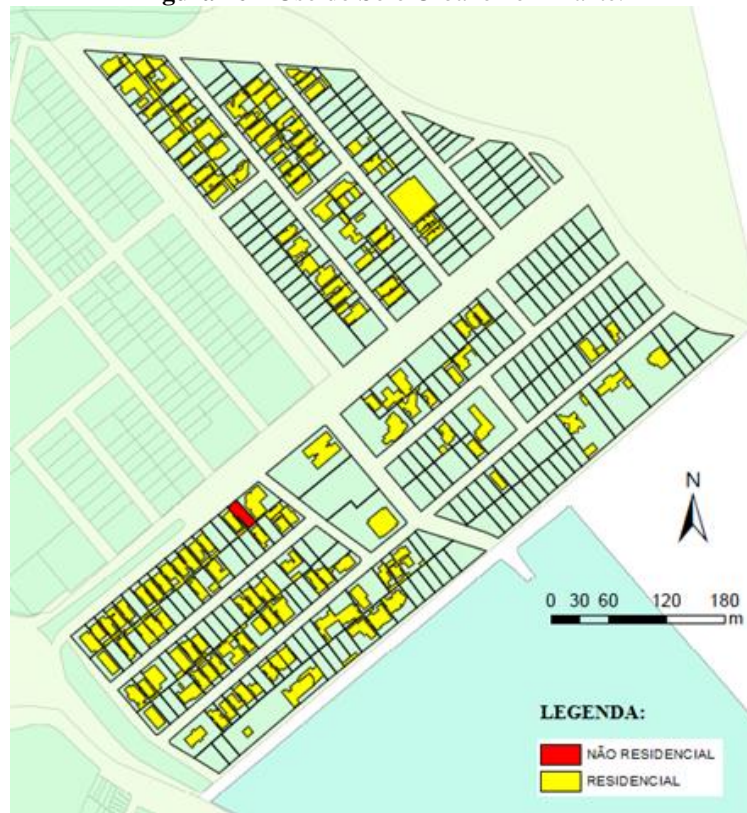 N
0 30 60 120 180
m
LEGENDA:
NÃO RESIDENCIAL
RESIDENCIAL